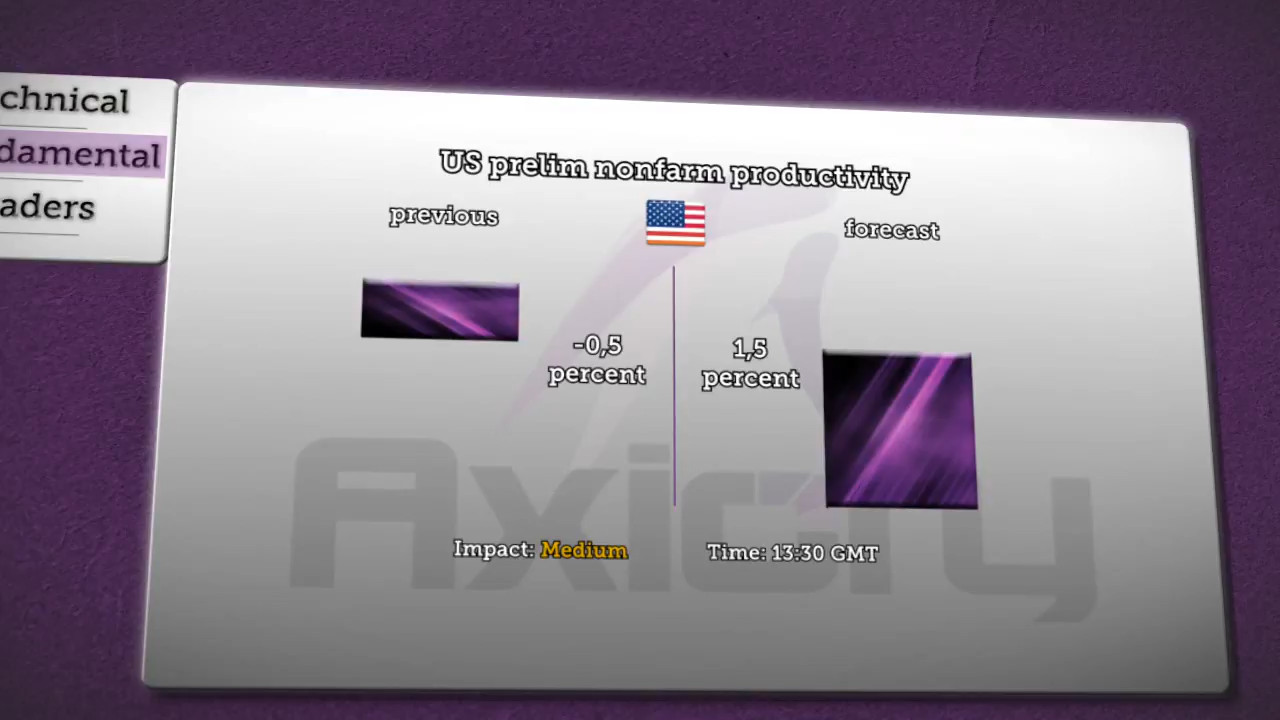 chnical
damental
aders
US prelim nonfarm productivity
previous
forecast
-0,5
percent
1,5
percent
Impact: Medium
Time: 13:30 GMT
Axiory